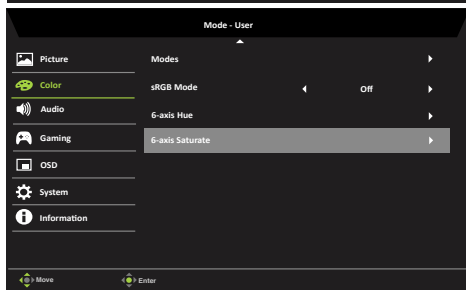 Mode - User
Picture
Modes
Color
sRGB Mode
Off
Audio
6-axis Hue
Gaming
6-axis Saturate
OSD
System
Information
Move
Enter